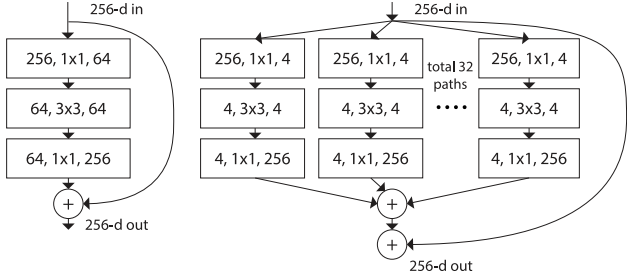 256-d in
256, 1x1, 64
64, 3x3, 64
64, 1x1, 256
+
256-d out
256-d in
256, 1x1, 4
256, 1x1, 4
total 32
paths
....
256, 1x1, 4
4, 3x3, 4
4, 3x3, 4
4, 3x3, 4
4, 1x1, 256
4, 1x1, 256
4, 1x1, 256
+
+
256-d out